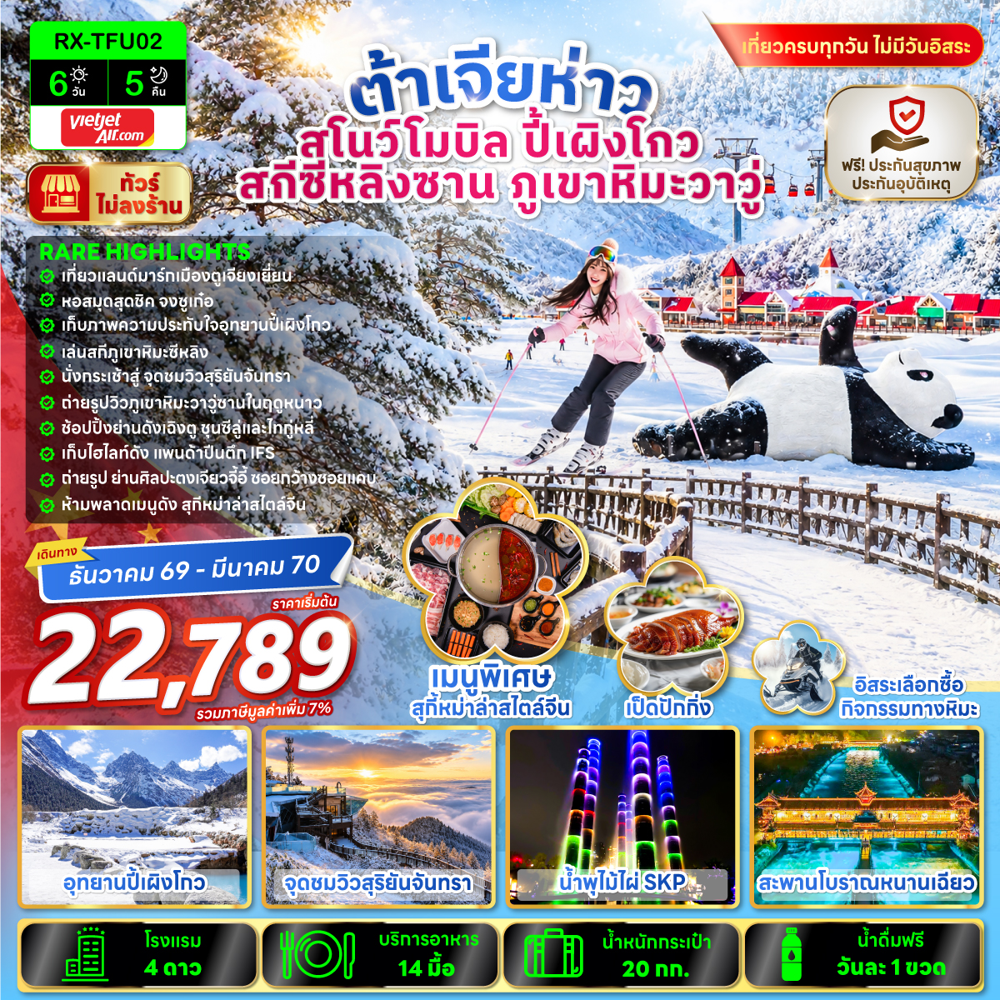 RX-TFU02
6 วัน
5 คืน
vietjet Air.com
เที่ยวครบทุกวัน ไม่มีวันอิสระ
ต้าเจียห่าว
สโนว์โมบิล ปี้เผิงโกว
สกีซีหลิงซาน ภูเขาหิมะวาวู่
ฟรี! ประกันสุขภาพ
ประกันอุบัติเหตุ
ทัวร์
ไม่ลงร้าน
RARE HIGHLIGHTS
เที่ยวแลนด์มาร์กเมืองตูเจียงเยี่ยน
หอสมุดสุดชิค จงซูเก๋อ
เก็บภาพความประทับใจอุทยานปี้เผิงโกว
เล่นสกีภูเขาหิมะซีหลิง
นั่งกระเช้าสู่ จุดชมวิวสุริยันจันทรา
ถ่ายรูปวิวภูเขาหิมะวาวู่ซานในฤดูหนาว
ช้อปปิ้งย่านดังเฉิงตู ชุนซีลู่และไทกู่หลี่
เก็บไฮไลท์ดัง แพนด้าปีนตึก IFS
ถ่ายรูป ย่านศิลปะตงเจียวจี้อี้ ซอยกว้างซอยแคบ
ห้ามพลาดเมนูดัง สุกีหม่าล่าสไตล์จีน
เดินทาง
ธันวาคม 69 - มีนาคม 70
ราคาเริ่มต้น
22,789
รวมภาษีมูลค่าเพิ่ม 7%
เมนูพิเศษ
สุกี้หม่าล่าสไตล์จีน
เป็ดปักกิ่ง
อิสระเลือกซื้อ
กิจกรรมทางหิมะ
อุทยานปี้เผิงโกว
จุดชมวิวสุริยันจันทรา
น้ำพุไม้ไผ่ SKP
สะพานโบราณหนานเฉียว
โรงแรม
4 ดาว
บริการอาหาร
14 มื้อ
น้ำหนักกระเป๋า
20 กก.
น้ำดื่มฟรี
วันละ 1 ขวด